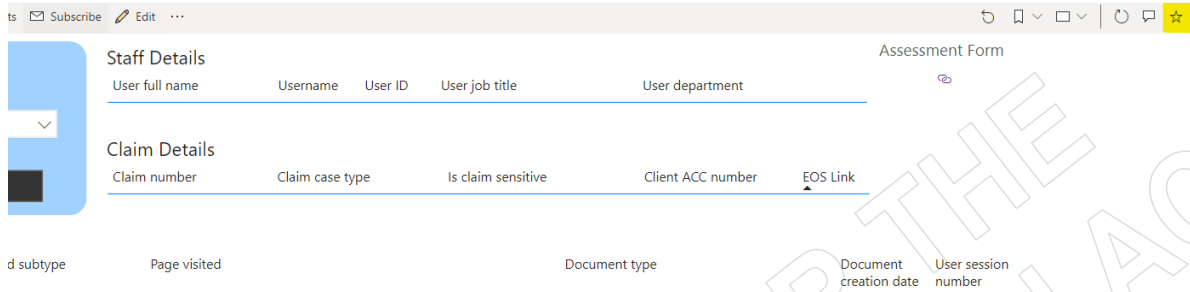 ts Subscribe Edit ...
Staff Details
Assessment Form
User full name Username User ID User job title User department
Claim Details
Claim number Claim case type Is claim sensitive Client ACC number EOS Link
d subtype Page visited Document type Document creation date User session number
THE